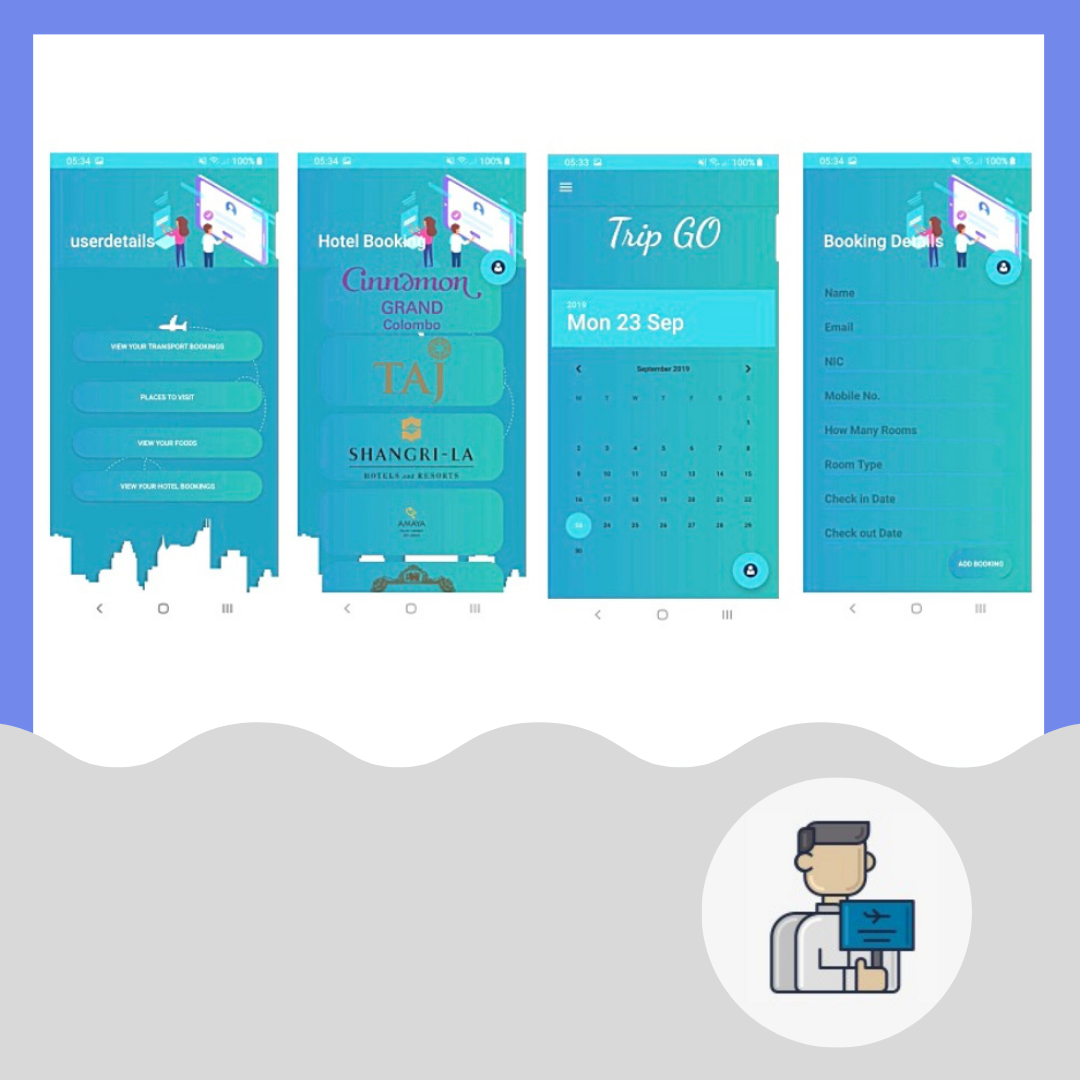 05:34
100%
userdetails
VIEW YOUR TRANSPORT BOOKINGS
PLACES TO VISIT
VIEW YOUR FOODS
VIEW YOUR HOTEL BOOKINGS
05:34
100%
Hotel Booking
Cinnamon
GRAND
Colombo
TAJ
SHANGRI-LA
HOTELS and RESORTS
AMAYA
05:33
100%
Trip GO
2019
Mon 23 Sep
September 2019
M T W T F S S
1
2 3 4 5 6 7 8
9 10 11 12 13 14 15
16 17 18 19 20 21 22
23 24 25 26 27 28 29
30
05:34
100%
Booking Details
Name
Email
NIC
Mobile No.
How Many Rooms
Room Type
Check in Date
Check out Date
ADD BOOKING